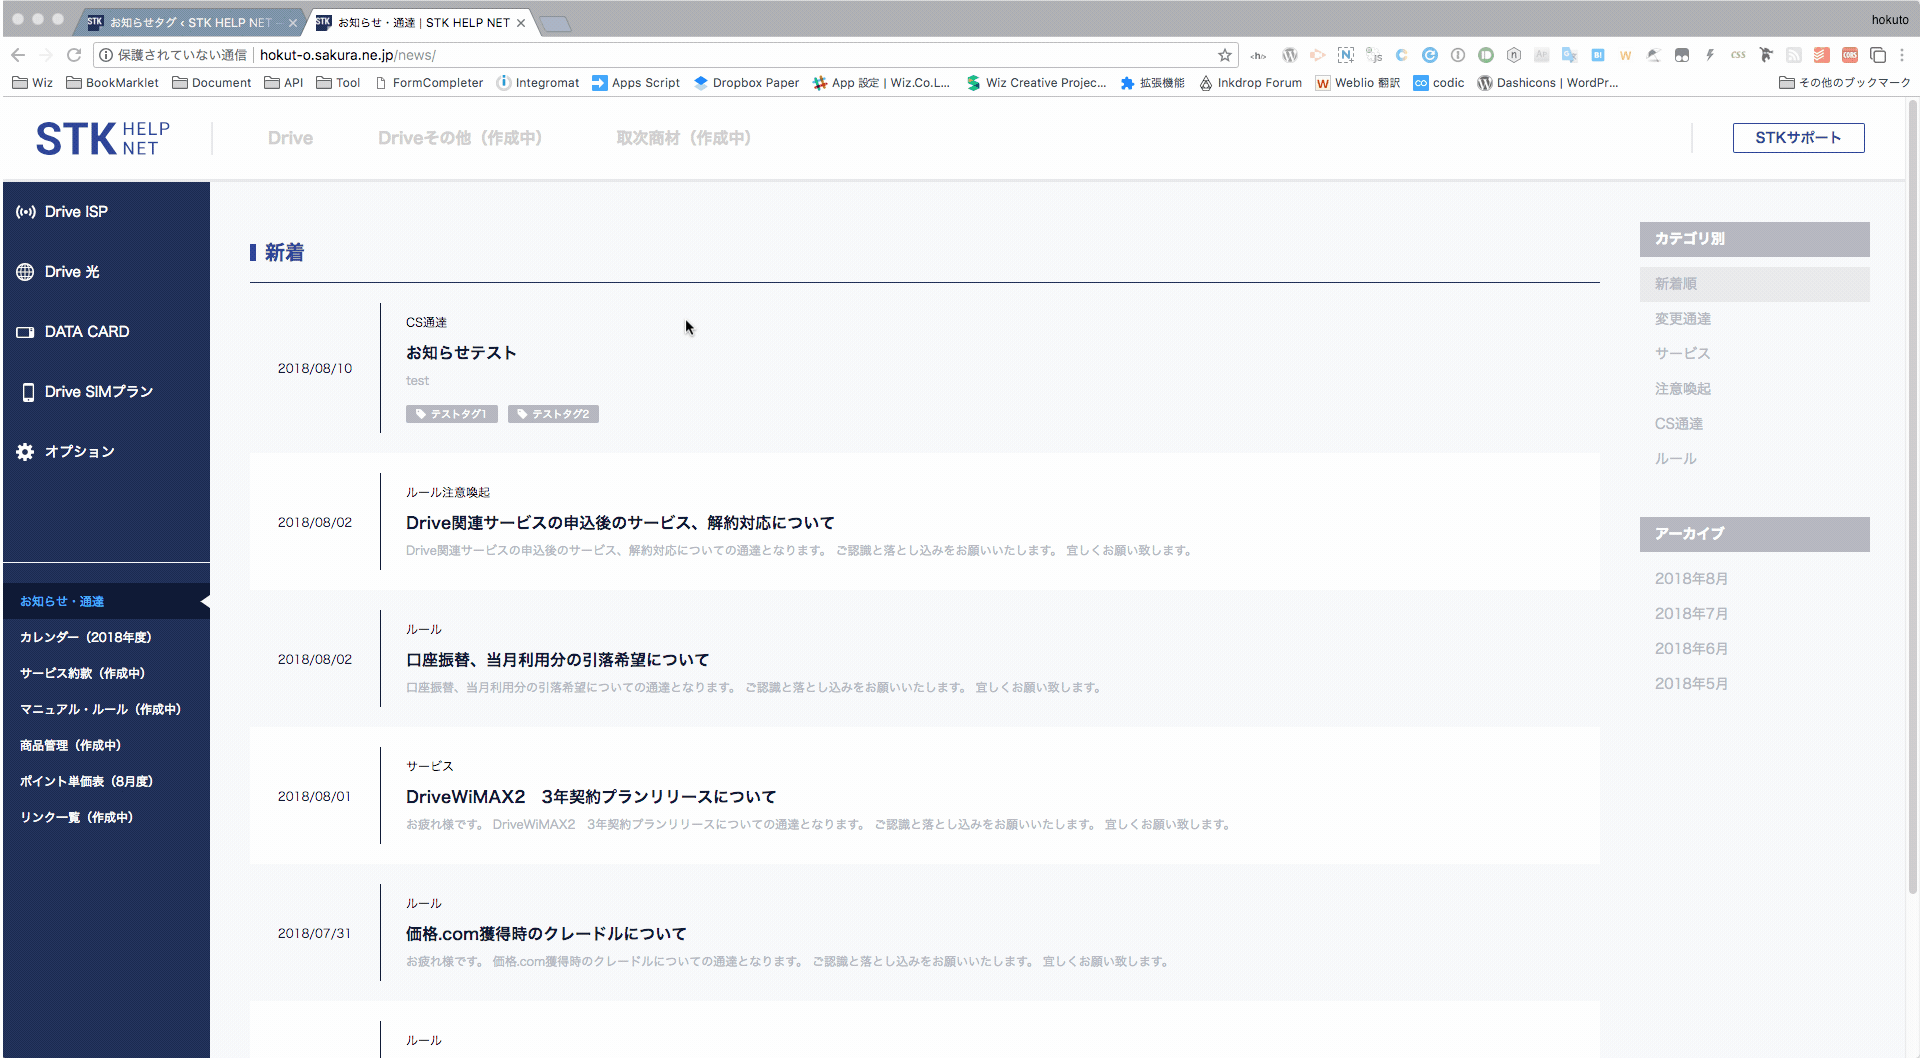 お知らせタグ ‹ STK HELP NET
お知らせ・通達 | STK HELP NET
hokuto
保護されていない通信
hokut-o.sakura.ne.jp/news/
Wiz
BookMarklet
Document
API
Tool
FormCompleter
Integromat
Apps Script
Dropbox Paper
App 設定 | Wiz.Co.L...
Wiz Creative Projec...
拡張機能
Inkdrop Forum
Weblio 翻訳
codic
Dashicons | WordPr...
その他のブックマーク
STK HELP NET
Drive
Driveその他（作成中）
取次商材（作成中）
STKサポート
Drive ISP
Drive 光
DATA CARD
Drive SIMプラン
オプション
お知らせ・通達
カレンダー（2018年度）
サービス約款（作成中）
マニュアル・ルール（作成中）
商品管理（作成中）
ポイント単価表（8月度）
リンク一覧（作成中）
新着
2018/08/10
CS通達
お知らせテスト
test
テストタグ1
テストタグ2
2018/08/02
ルール注意喚起
Drive関連サービスの申込後のサービス、解約対応について
Drive関連サービスの申込後のサービス、解約対応についての通達となります。 ご認識と落とし込みをお願いいたします。 宜しくお願い致します。
2018/08/02
ルール
口座振替、当月利用分の引落希望について
口座振替、当月利用分の引落希望についての通達となります。 ご認識と落とし込みをお願いいたします。 宜しくお願い致します。
2018/08/01
サービス
DriveWiMAX2　3年契約プランリリースについて
お疲れ様です。 DriveWiMAX2　3年契約プランリリースについての通達となります。 ご認識と落とし込みをお願いいたします。 宜しくお願い致します。
2018/07/31
ルール
価格.com獲得時のクレードルについて
お疲れ様です。 価格.com獲得時のクレードルについての通達となります。 ご認識と落とし込みをお願いいたします。 宜しくお願い致します。
ルール
カテゴリ別
新着順
変更通達
サービス
注意喚起
CS通達
ルール
アーカイブ
2018年8月
2018年7月
2018年6月
2018年5月